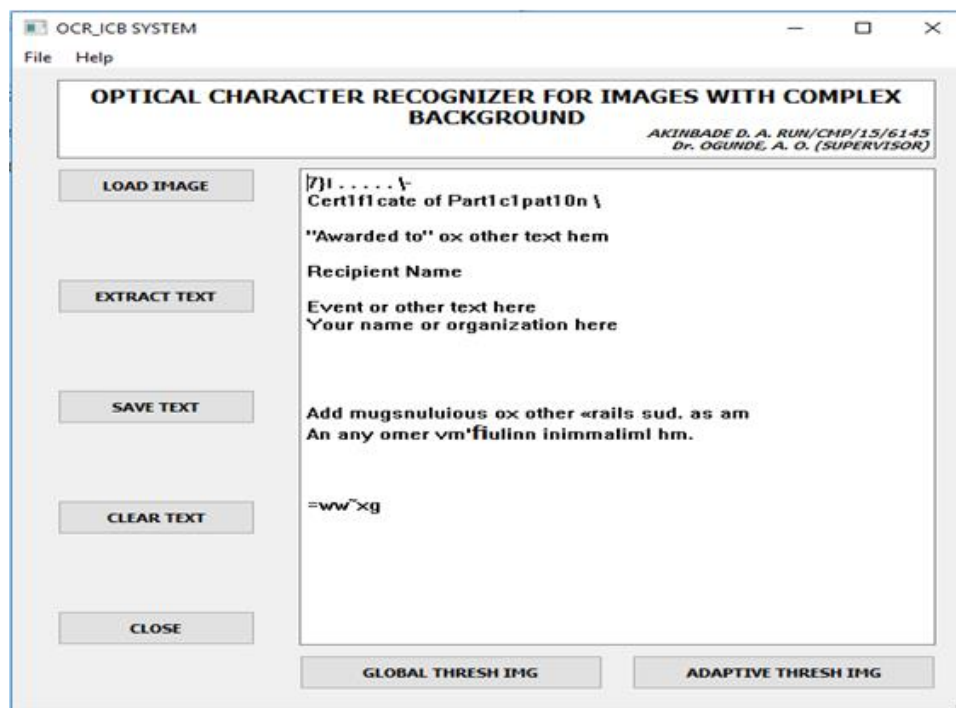 OCR_ICB SYSTEM
File Help
OPTICAL CHARACTER RECOGNIZER FOR IMAGES WITH COMPLEX
BACKGROUND
AKINBADE D. A. RUN/CMP/15/6145
Dr. OGUNDE, A. O. (SUPERVISOR)
LOAD IMAGE
EXTRACT TEXT
SAVE TEXT
CLEAR TEXT
CLOSE
7}I . . . . . \-
Cert1f1cate of Part1c1pat10n \
"Awarded to" ox other text hem
Recipient Name
Event or other text here
Your name or organization here
Add mugsnuluious ox other «rails sud. as am
An any omer vm'fiulinn inimmaliml hm.
=ww~xg
GLOBAL THRESH IMG
ADAPTIVE THRESH IMG